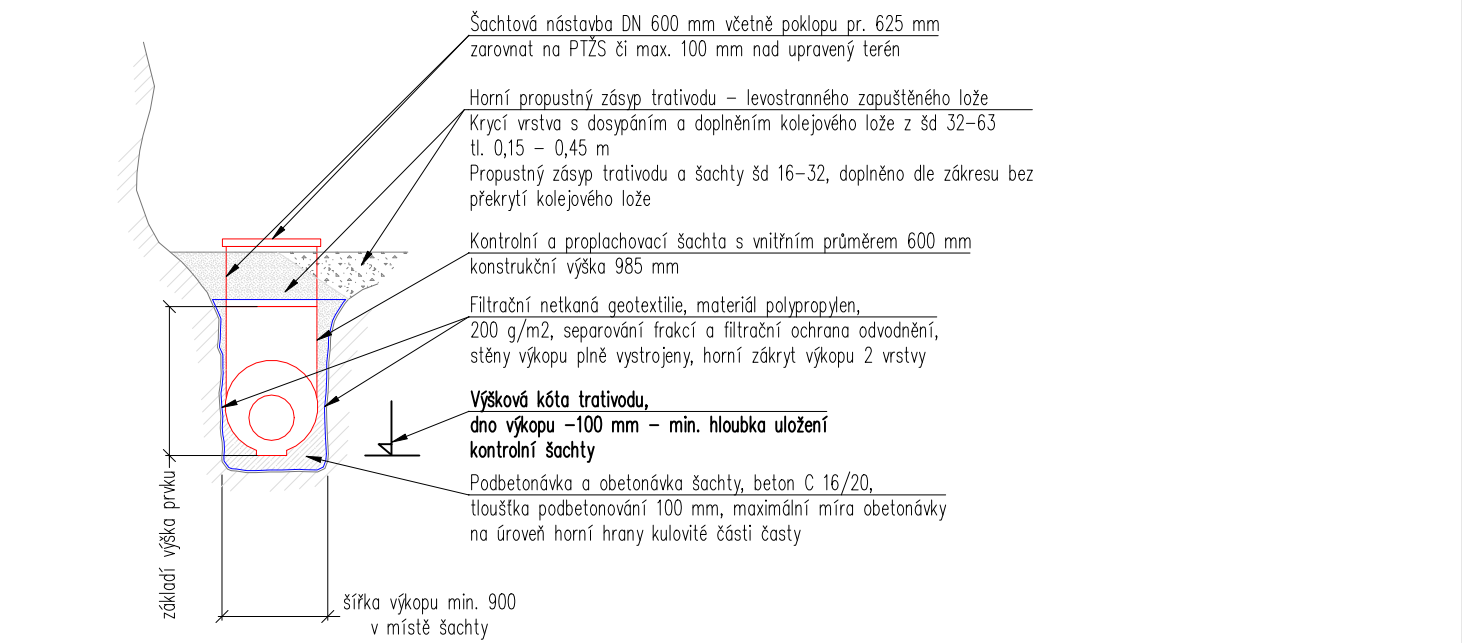 Šachtová nástavba DN 600 mm včetně poklopu pr. 625 mm
zarovnat na PTŽS či max. 100 mm nad upravený terén
Horní propustný zásyp trativodu – levostranného zapuštěného lože
Krycí vrstva s dosypáním a doplněním kolejového lože z šd 32–63
tl. 0,15 – 0,45 m
Propustný zásyp trativodu a šachty šd 16–32, doplněno dle zákresu bez
překrytí kolejového lože
Kontrolní a proplachovací šachta s vnitřním průměrem 600 mm
konstrukční výška 985 mm
Filtrační netkaná geotextilie, materiál polypropylen,
200 g/m2, separování frakcí a filtrační ochrana odvodnění,
stěny výkopu plně vystrojeny, horní zákryt výkopu 2 vrstvy
Výšková kóta trativodu,
dno výkopu –100 mm – min. hloubka uložení
kontrolní šachty
Podbetonávka a obetonávka šachty, beton C 16/20,
tloušťka podbetonování 100 mm, maximální míra obetonávky
na úroveň horní hrany kulovité části časty
základí výška prvku
šířka výkopu min. 900
v místě šachty